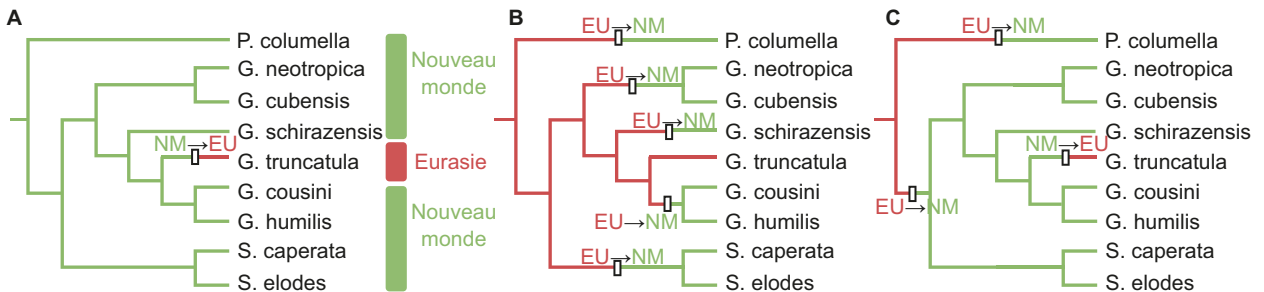 A
P. columella
G. neotropica
G. cubensis
G. schirazensis
NM→EU
G. truncatula
G. cousini
G. humilis
S. caperata
S. elodes
Nouveau
monde
Eurasie
Nouveau
monde
B
EU→NM
P. columella
EU→NM
G. neotropica
G. cubensis
EU→NM
G. schirazensis
G. truncatula
G. cousini
EU→NM
G. humilis
EU→NM
S. caperata
S. elodes
C
EU→NM
P. columella
G. neotropica
G. cubensis
G. schirazensis
NM→EU
G. truncatula
G. cousini
EU→NM
G. humilis
S. caperata
S. elodes